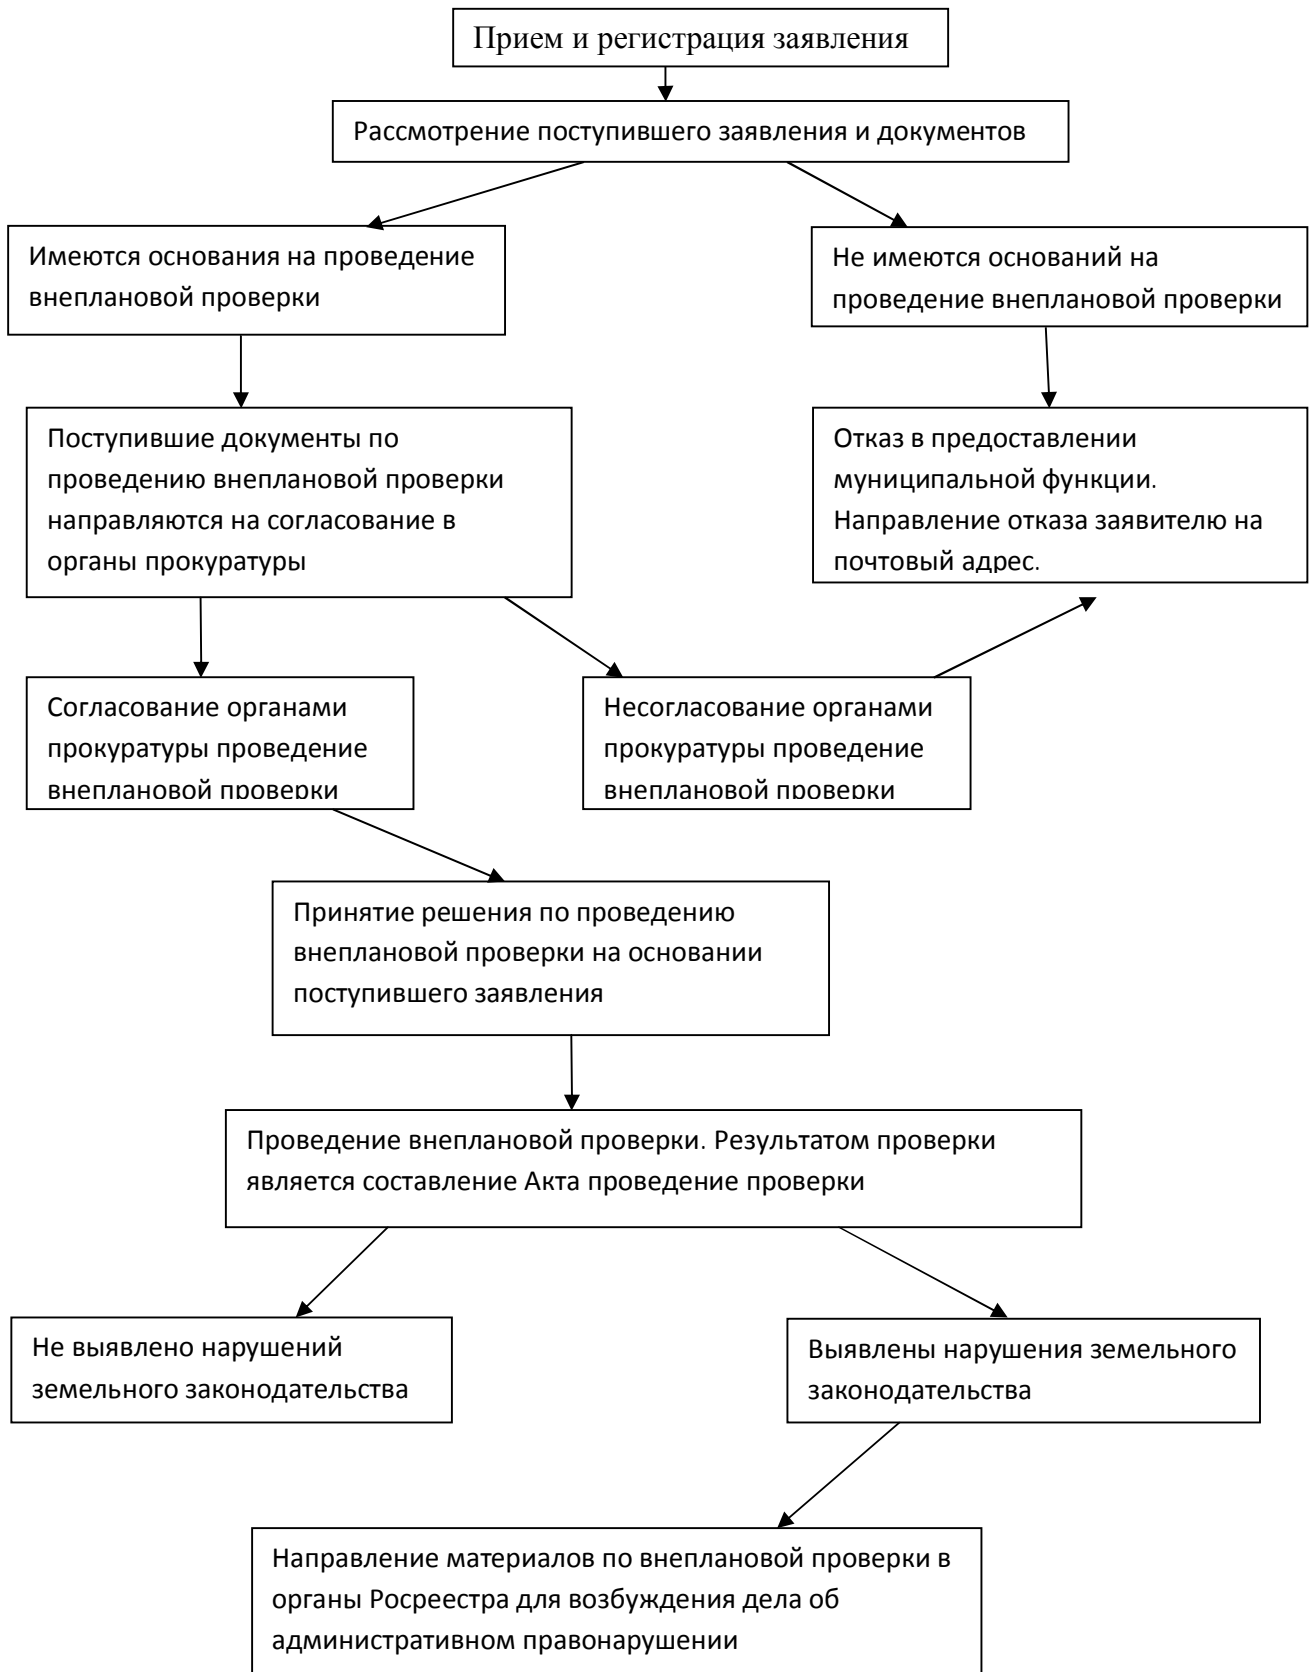 Прием и регистрация заявления
Рассмотрение поступившего заявления и документов
Имеются основания на проведение
внеплановой проверки
Не имеются оснований на
проведение внеплановой проверки
Поступившие документы по
проведению внеплановой проверки
направляются на согласование в
органы прокуратуры
Отказ в предоставлении
муниципальной функции.
Направление отказа заявителю на
почтовый адрес.
Согласование органами
прокуратуры проведение
внеплановой проверки
Несогласование органами
прокуратуры проведение
внеплановой проверки
Принятие решения по проведению
внеплановой проверки на основании
поступившего заявления
Проведение внеплановой проверки. Результатом проверки
является составление Акта проведение проверки
Не выявлено нарушений
земельного законодательства
Выявлены нарушения земельного
законодательства
Направление материалов по внеплановой проверки в
органы Росреестра для возбуждения дела об
административном правонарушении